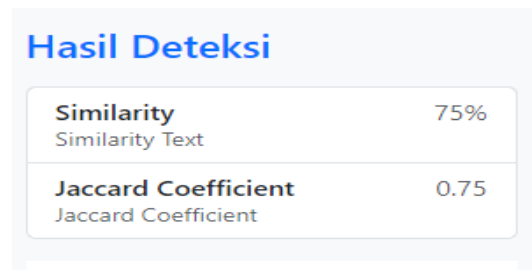 Hasil Deteksi
Similarity 75%
Similarity Text
Jaccard Coefficient 0.75
Jaccard Coefficient